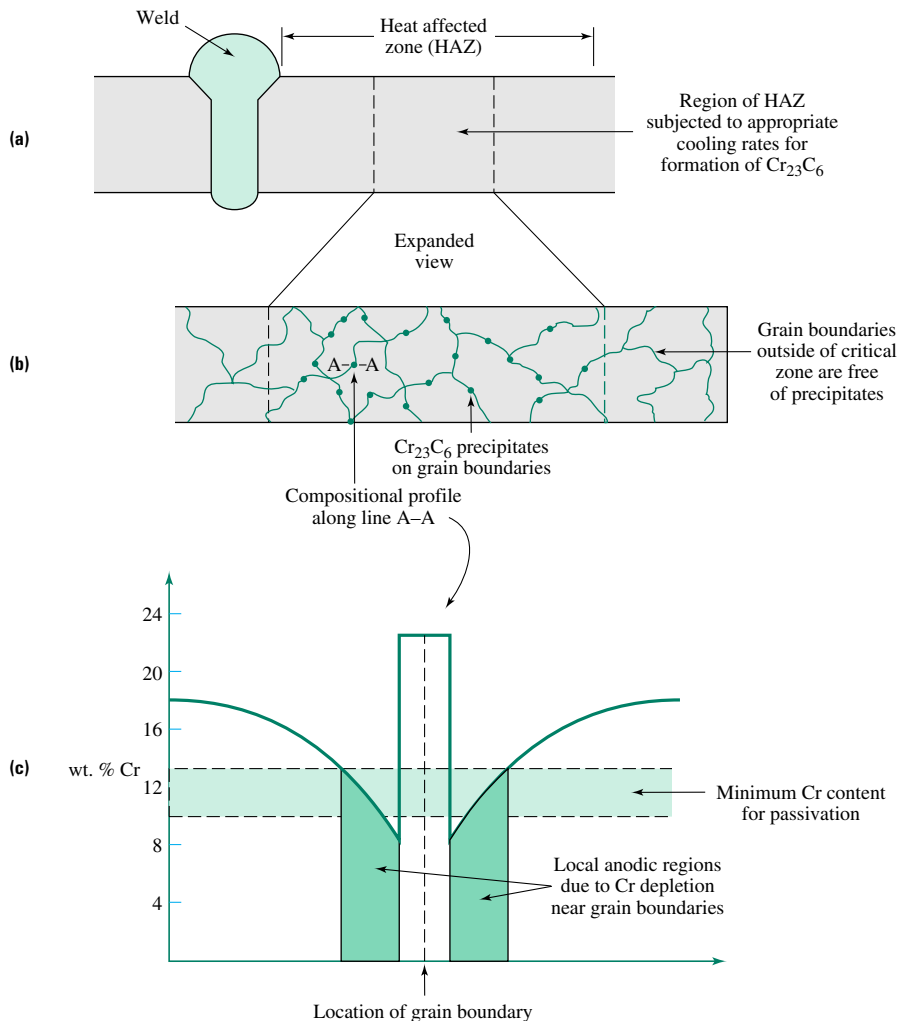 Weld
Heat affected
zone (HAZ)
(a)
Region of HAZ
subjected to appropriate
cooling rates for
formation of Cr23C6
Expanded
view
(b)
A-
-A
Grain boundaries
outside of critical
zone are free
of precipitates
Cr23C6 precipitates
on grain boundaries
Compositional profile
along line A–A
(c)
wt. % Cr
24
20
16
12
8
4
Minimum Cr content
for passivation
Local anodic regions
due to Cr depletion
near grain boundaries
Location of grain boundary